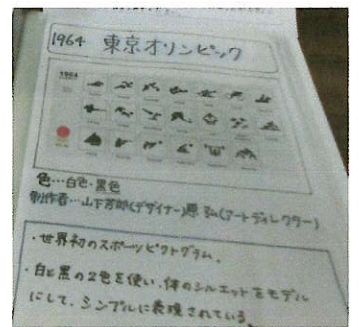 1964 東京オリンピック
1964
色…白色・黒色
制作者…山下芳郎(デザイナー)原 弘(アートディレクター)
・世界初のスポーツピクトグラム。
・白と黒の2色を使い、体のシルエットをモデル
にして、シンプルに表現されている。